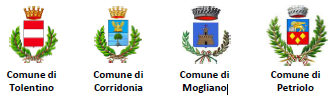 Comune di
Tolentino
Comune di
Corridonia
Comune di
Mogliano
Comune di
Petriolo